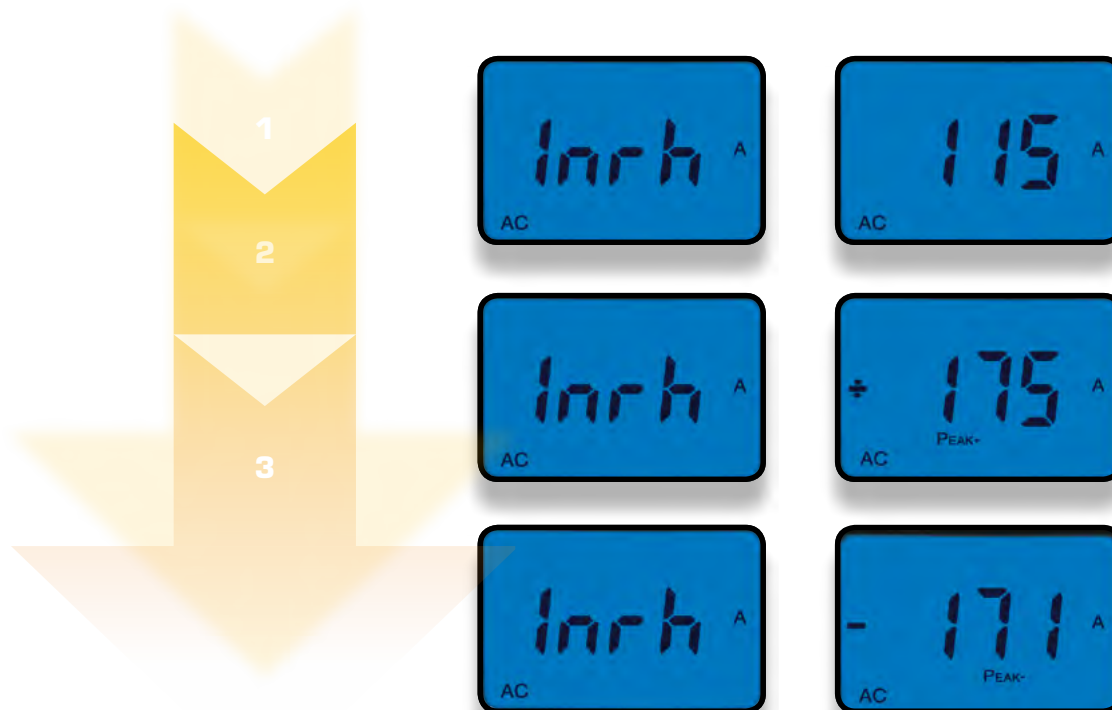 1
2
3
Inrh A
AC
115 A
AC
Inrh A
AC
÷ 175 A
PEAK-
AC
Inrh A
AC
- 171 A
PEAK-
AC